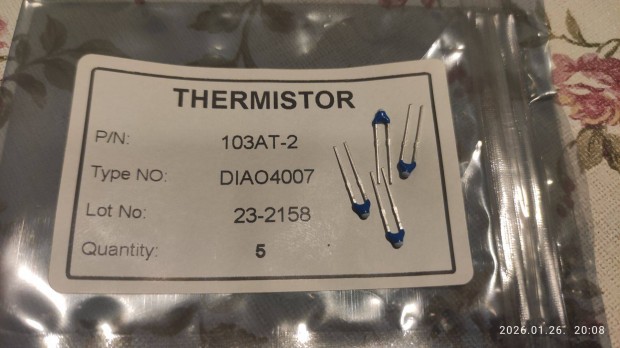 THERMISTOR
P/N: 103AT-2
Type NO: DIAO4007
Lot No: 23-2158
Quantity: 5
2026.01.26. 20:08